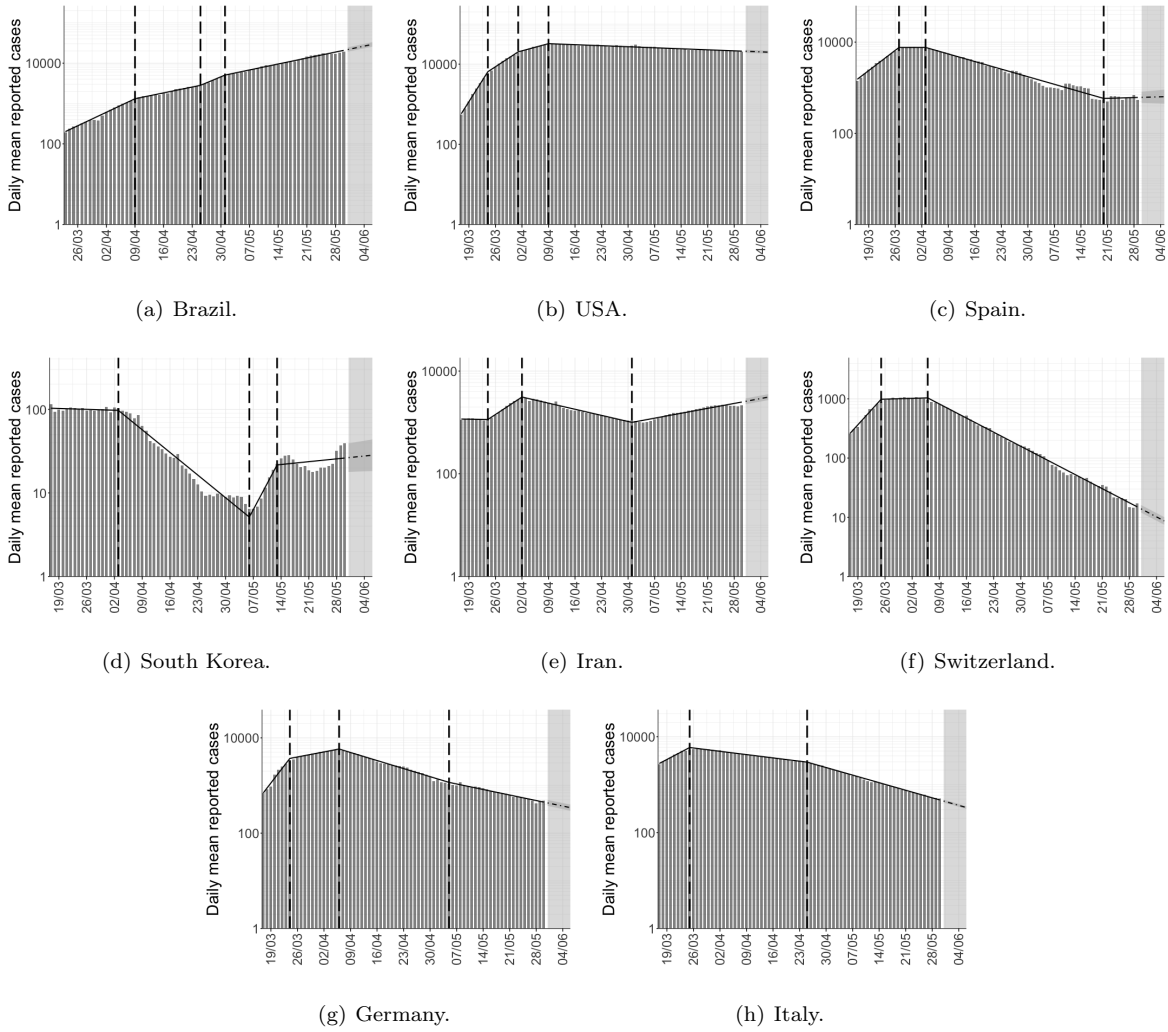 Daily mean reported cases
10000
100
1
26/03 02/04 09/04 16/04 23/04 30/04 07/05 14/05 21/05 28/05 04/06
(a) Brazil.
Daily mean reported cases
10000
100
1
19/03 26/03 02/04 09/04 16/04 23/04 30/04 07/05 14/05 21/05 28/05 04/06
(b) USA.
Daily mean reported cases
10000
100
1
19/03 26/03 02/04 09/04 16/04 23/04 30/04 07/05 14/05 21/05 28/05 04/06
(c) Spain.
Daily mean reported cases
100
10
1
19/03 26/03 02/04 09/04 16/04 23/04 30/04 07/05 14/05 21/05 28/05 04/06
(d) South Korea.
Daily mean reported cases
10000
100
1
19/03 26/03 02/04 09/04 16/04 23/04 30/04 07/05 14/05 21/05 28/05 04/06
(e) Iran.
Daily mean reported cases
1000
100
10
1
19/03 26/03 02/04 09/04 16/04 23/04 30/04 07/05 14/05 21/05 28/05 04/06
(f) Switzerland.
Daily mean reported cases
10000
100
1
19/03 26/03 02/04 09/04 16/04 23/04 30/04 07/05 14/05 21/05 28/05 04/06
(g) Germany.
Daily mean reported cases
10000
100
1
19/03 26/03 02/04 09/04 16/04 23/04 30/04 07/05 14/05 21/05 28/05 04/06
(h) Italy.